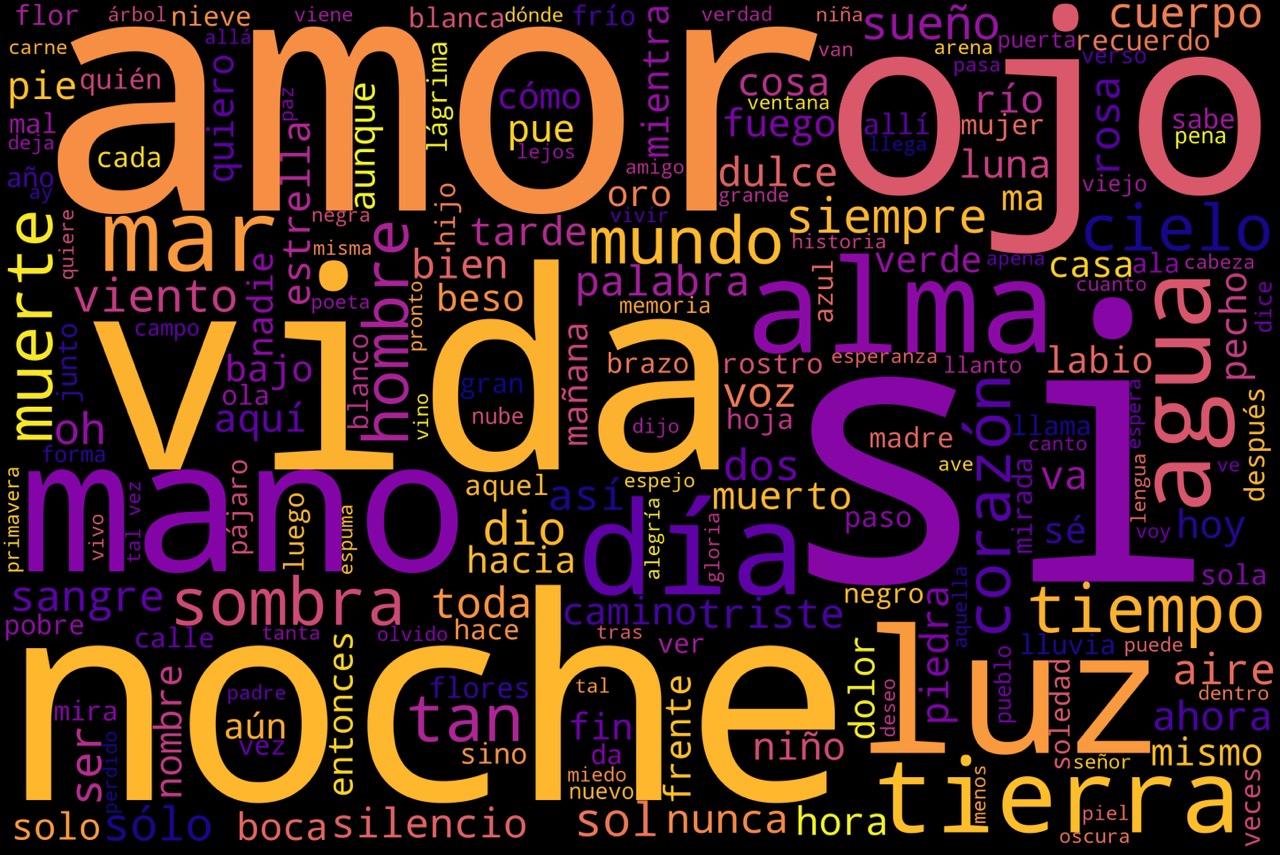 flor
árbol
nieve
viene
blanca
dónde
frío
verdad
niña
sueño
cuerpo
carne
allá
amor
ojo
van
arena
puerta
recuerdo
pie
quién
quiero
paz
aunque
lágrima
cómo
mientra
cosa
pasa
verso
ventana
río
mal
deja
cada
pue
lejos
fuego
allí
llega
mujer
rosa
sabe
pena
año
ay
estrella
amigo
dulce
luna
viejo
oro
grande
ma
muerte
quiere
mar
negra
hijo
vivir
siempre
cielo
misma
hombre
tarde
mundo
historia
nadie
bien
palabra
azul
verde
apena
casa
ala
cabeza
viento
poeta
pronto
beso
memoria
alma
cuanto
agua
pecho
dice
junto
campo
vida
blanco
mañana
brazo
rostro
esperanza
llanto
labio
bajo
ola
gran
voz
si
corazón
oh
aquí
vino
nube
dijo
hoja
madre
llama
espera
canto
después
forma
primavera
mano
aquel
espejo
dos
ave
mirada
va
lengua
ve
vivo
tal vez
pájaro
luego
espuma
así
muerto
dio
día
alegría
gloria
paso
sé
voy
hoy
hacia
sola
sangre
sombra
toda
camino
triste
negro
aquella
tiempo
pobre
calle
tanta
olvido
hace
tras
ver
dolor
piedra
lluvia
puede
noche
entonces
luz
deseo
pueblo
soledad
aire
dentro
mira
nombre
padre
flores
tal
frente
ser
perdido
aún
vez
tan
sino
fin
da
niño
ahora
miedo
nuevo
señor
mismo
tierra
menos
veces
solo
sólo
boca
silencio
sol
nunca
hora
piel
oscura